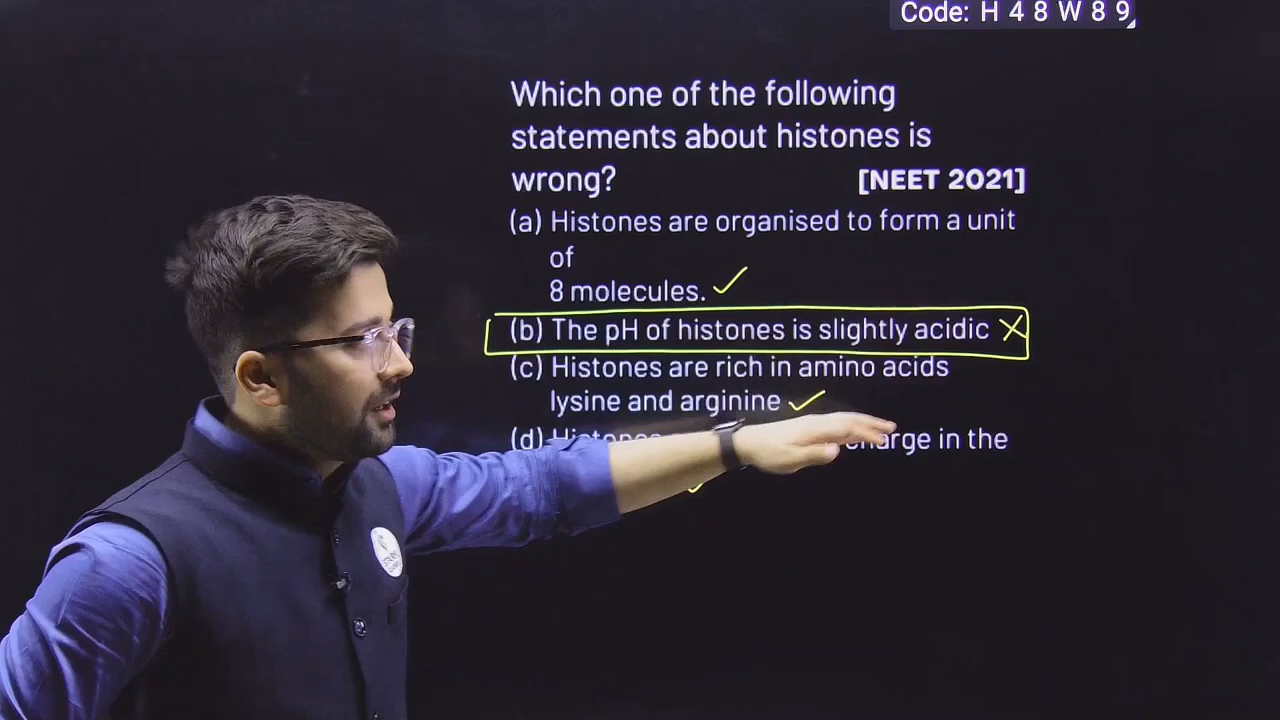 Code: H 4 8 W 8 9
Which one of the following
statements about histones is
wrong? [NEET 2021]
(a) Histones are organised to form a unit
of
8 molecules.
(b) The pH of histones is slightly acidic
(c) Histones are rich in amino acids
lysine and arginine
(d) in the